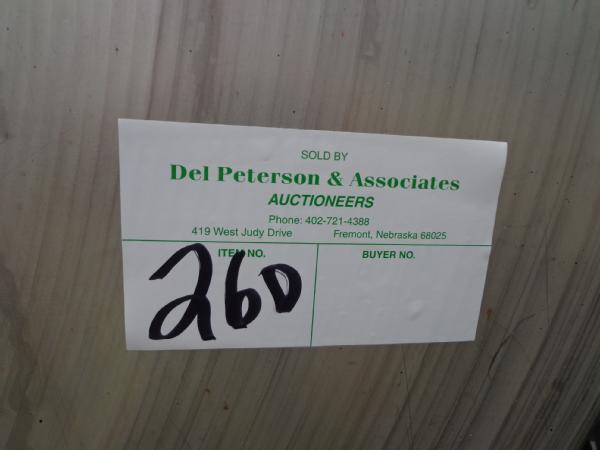 SOLD BY
Del Peterson & Associates
AUCTIONEERS
Phone: 402-721-4388
419 West Judy Drive Fremont, Nebraska 68025
ITEM NO. BUYER NO.
260